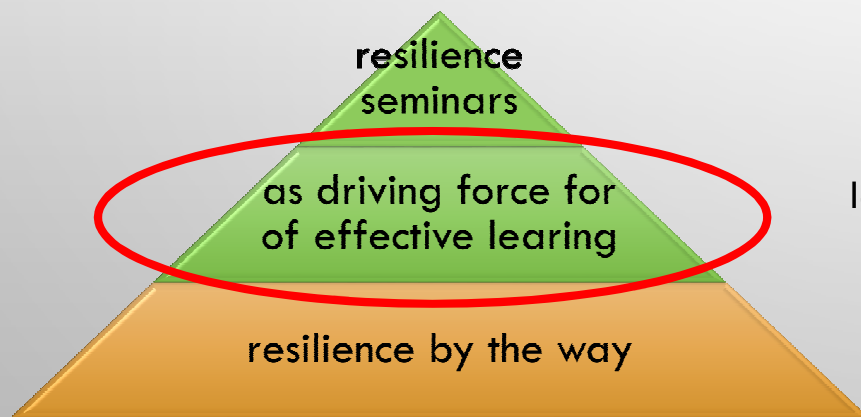 resilience
seminars
as driving force for
of effective learing
resilience by the way